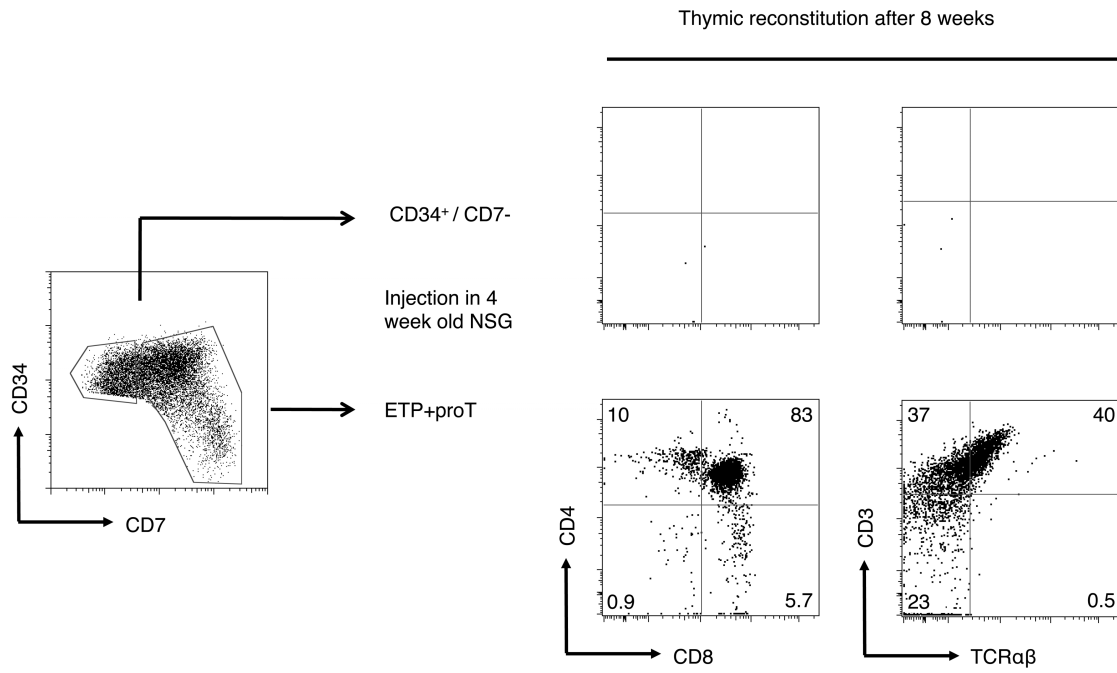 Thymic reconstitution after 8 weeks
CD34+ / CD7-
Injection in 4
week old NSG
ETP+proT
CD34
CD7
10
83
0.9
5.7
CD4
CD8
37
40
23
0.5
CD3
TCRαβ